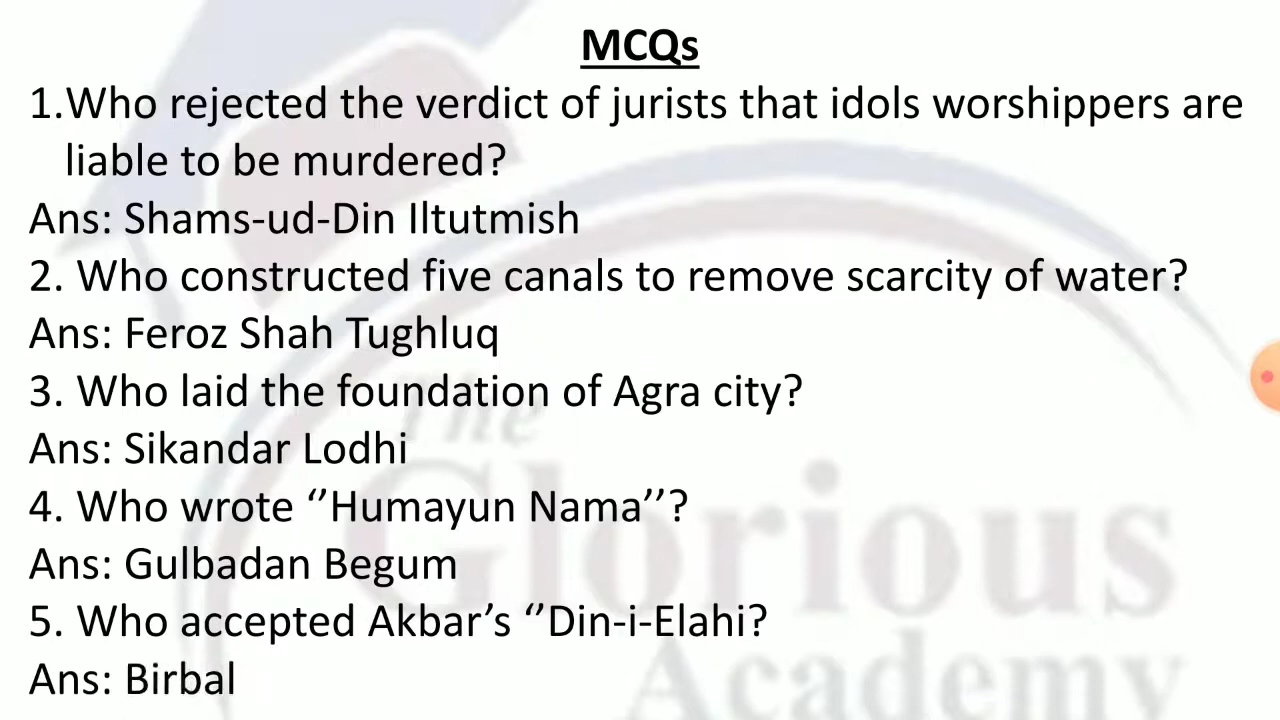 MCQs
1.Who rejected the verdict of jurists that idols worshippers are
liable to be murdered?
Ans: Shams-ud-Din Iltutmish
2. Who constructed five canals to remove scarcity of water?
Ans: Feroz Shah Tughluq
3. Who laid the foundation of Agra city?
Ans: Sikandar Lodhi
4. Who wrote ‘’Humayun Nama’’?
Ans: Gulbadan Begum
5. Who accepted Akbar’s ‘’Din-i-Elahi?
Ans: Birbal
The
Glorious
Academy